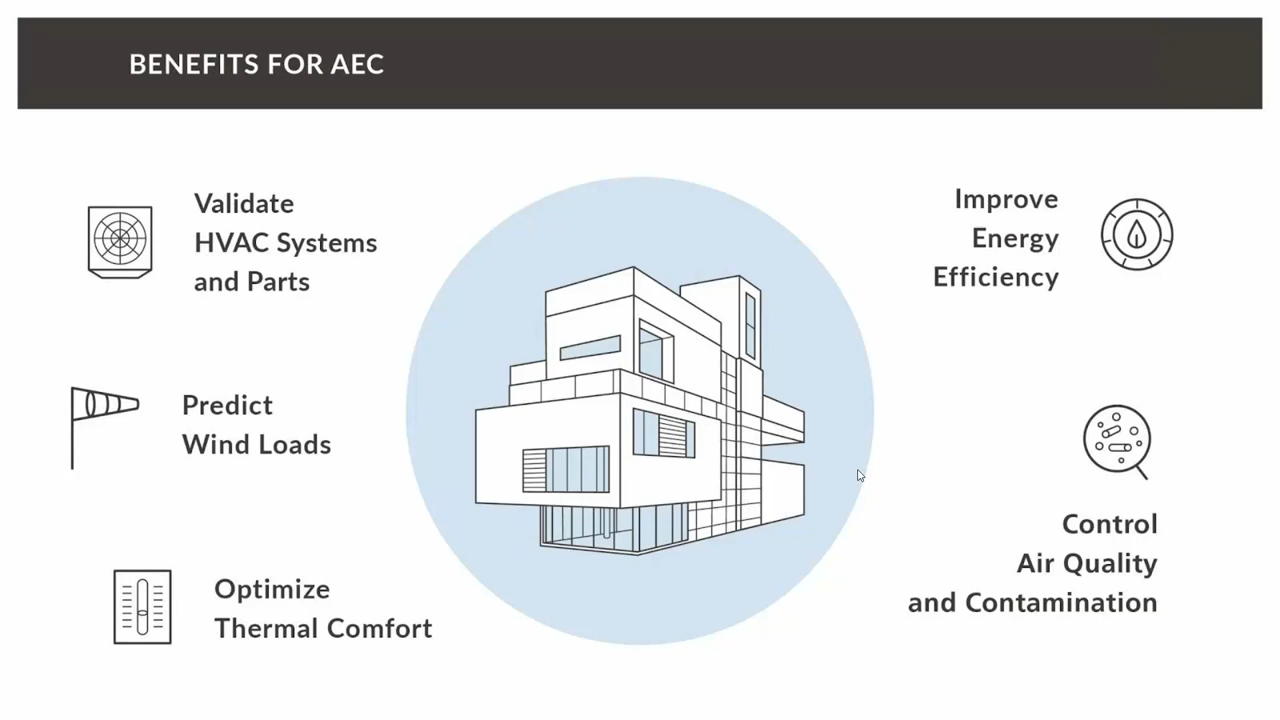 BENEFITS FOR AEC
Validate
HVAC Systems
and Parts
Predict
Wind Loads
Optimize
Thermal Comfort
Improve
Energy
Efficiency
Control
Air Quality
and Contamination